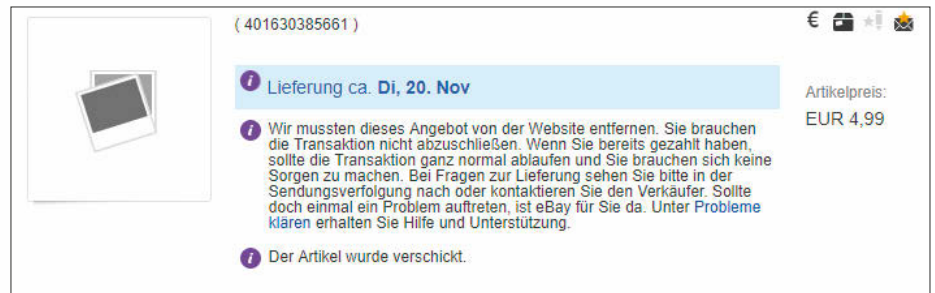 ( 401630385661 )
€
Lieferung ca. Di, 20. Nov
Artikelpreis:
EUR 4,99
Wir mussten dieses Angebot von der Website entfernen. Sie brauchen
die Transaktion nicht abzuschließen. Wenn Sie bereits gezahlt haben,
sollte die Transaktion ganz normal ablaufen und Sie brauchen sich keine
Sorgen zu machen. Bei Fragen zur Lieferung sehen Sie bitte in der
Sendungsverfolgung nach oder kontaktieren Sie den Verkäufer. Sollte
doch einmal ein Problem auftreten, ist eBay für Sie da. Unter Probleme
klären erhalten Sie Hilfe und Unterstützung.
Der Artikel wurde verschickt.